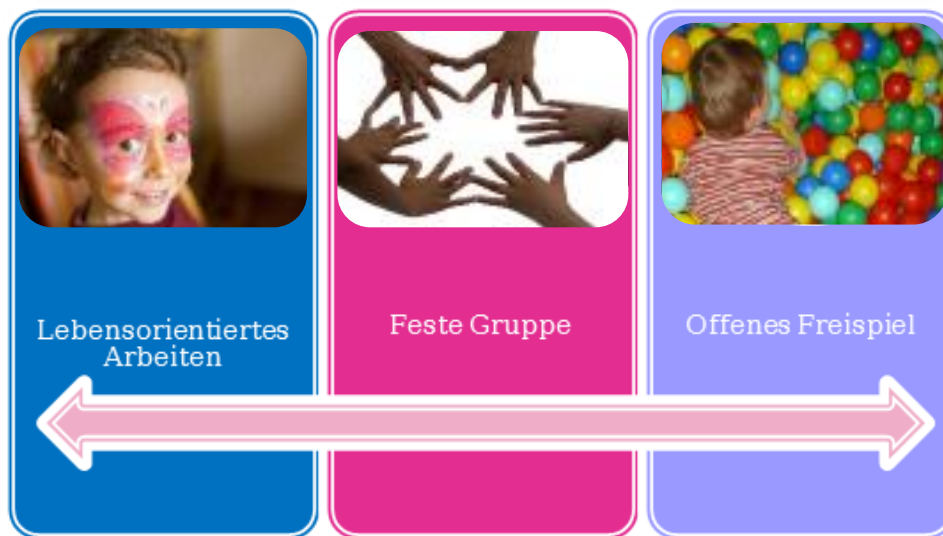 Lebensorientiertes
Arbeiten
Feste Gruppe
Offenes Freispiel